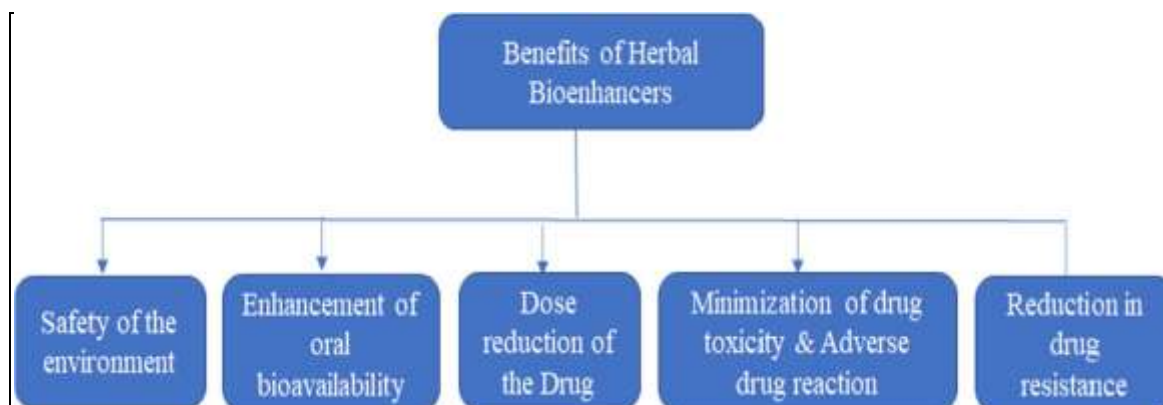 Benefits of Herbal
Bioenhancers
Safety of the
environment
Enhancement of
oral
bioavailability
Dose
reduction of
the Drug
Minimization of drug
toxicity & Adverse
drug reaction
Reduction in
drug
resistance